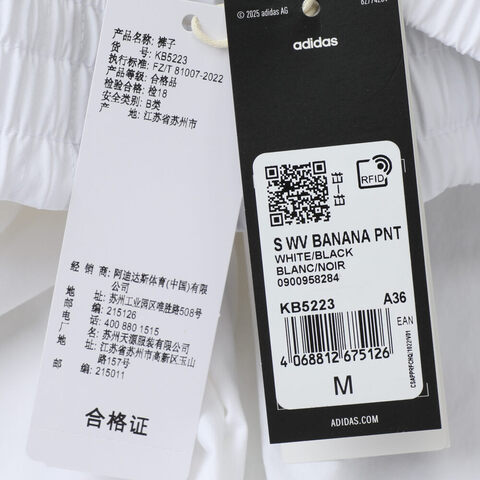 产品名称: 裤子
货 号: KB5223
执行标准: FZ/T 81007-2022
产品等级: 合格品
检验合格: 检18
安全类别: B类
产 地: 江苏省苏州市
经 销 商: 阿迪达斯体育(中国)有限公司
地 址: 苏州工业园区唯胜路508号
邮 编: 215126
电 话: 400 880 1515
厂 名: 苏州天源服装有限公司
地 址: 江苏省苏州市高新区玉山路157号
邮 编: 215011
合格证
© 2025 adidas AG
adidas
RFID
S WV BANANA PNT
WHITE/BLACK
BLANC/NOIR
0900958284
KB5223 A36
EAN
4 068812 675126
M
ADIDAS.COM